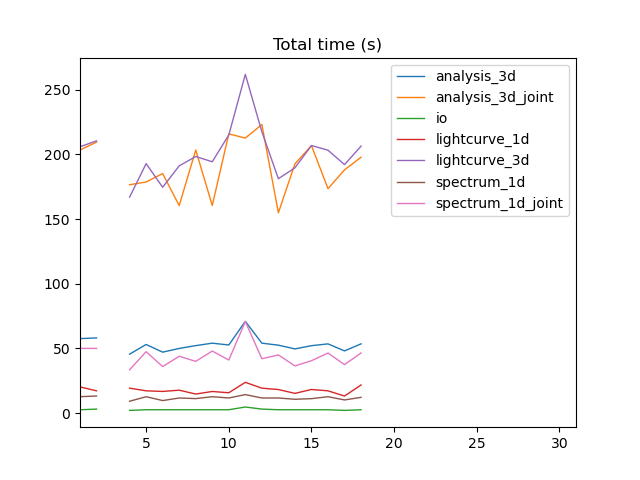 Total time (s)
250
200
150
100
50
0
5
10
15
20
25
30
analysis_3d
analysis_3d_joint
io
lightcurve_1d
lightcurve_3d
spectrum_1d
spectrum_1d_joint